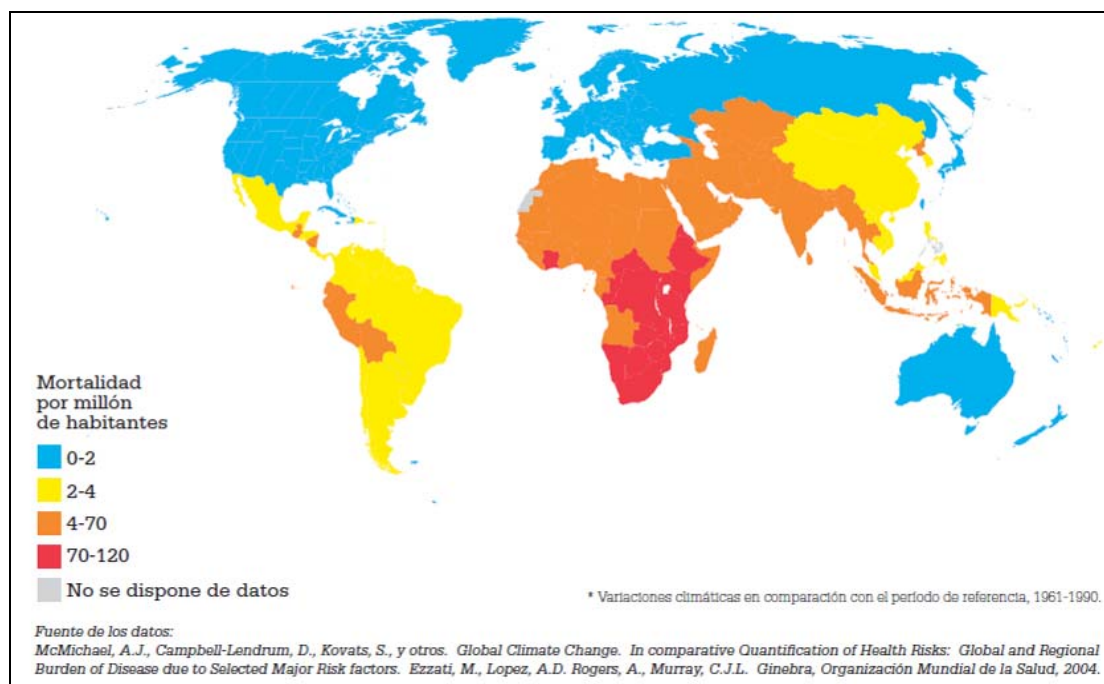 Mortalidad
por millón
de habitantes
0-2
2-4
4-70
70-120
No se dispone de datos
* Variaciones climáticas en comparación con el período de referencia, 1961-1990.
Fuente de los datos:
McMichael, A.J., Campbell-Lendrum, D., Kovats, S., y otros. Global Climate Change. In comparative Quantification of Health Risks: Global and Regional
Burden of Disease due to Selected Major Risk factors. Ezzati, M., Lopez, A.D. Rogers, A., Murray, C.J.L. Ginebra, Organización Mundial de la Salud, 2004.